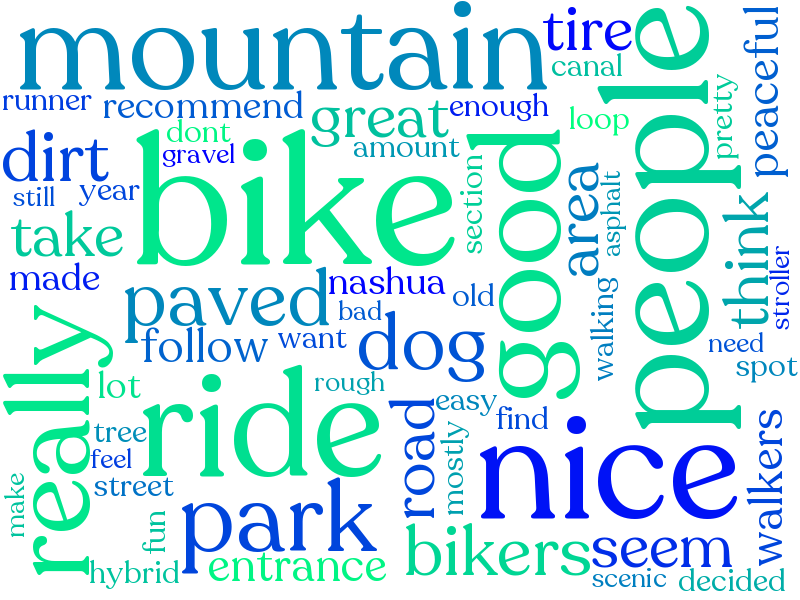 mountain
tire
people
peaceful
canal
runner
recommend
great
enough
loop
pretty
dont
gravel
amount
dirt
bike
good
section
area
asphalt
still
year
take
think
made
paved
nashua
old
walking
stroller
bad
follow
want
dog
need
spot
really
lot
ride
rough
easy
find
road
mostly
nice
walkers
tree
feel
street
make
fun
park
bikers
seem
hybrid
entrance
scenic
decided